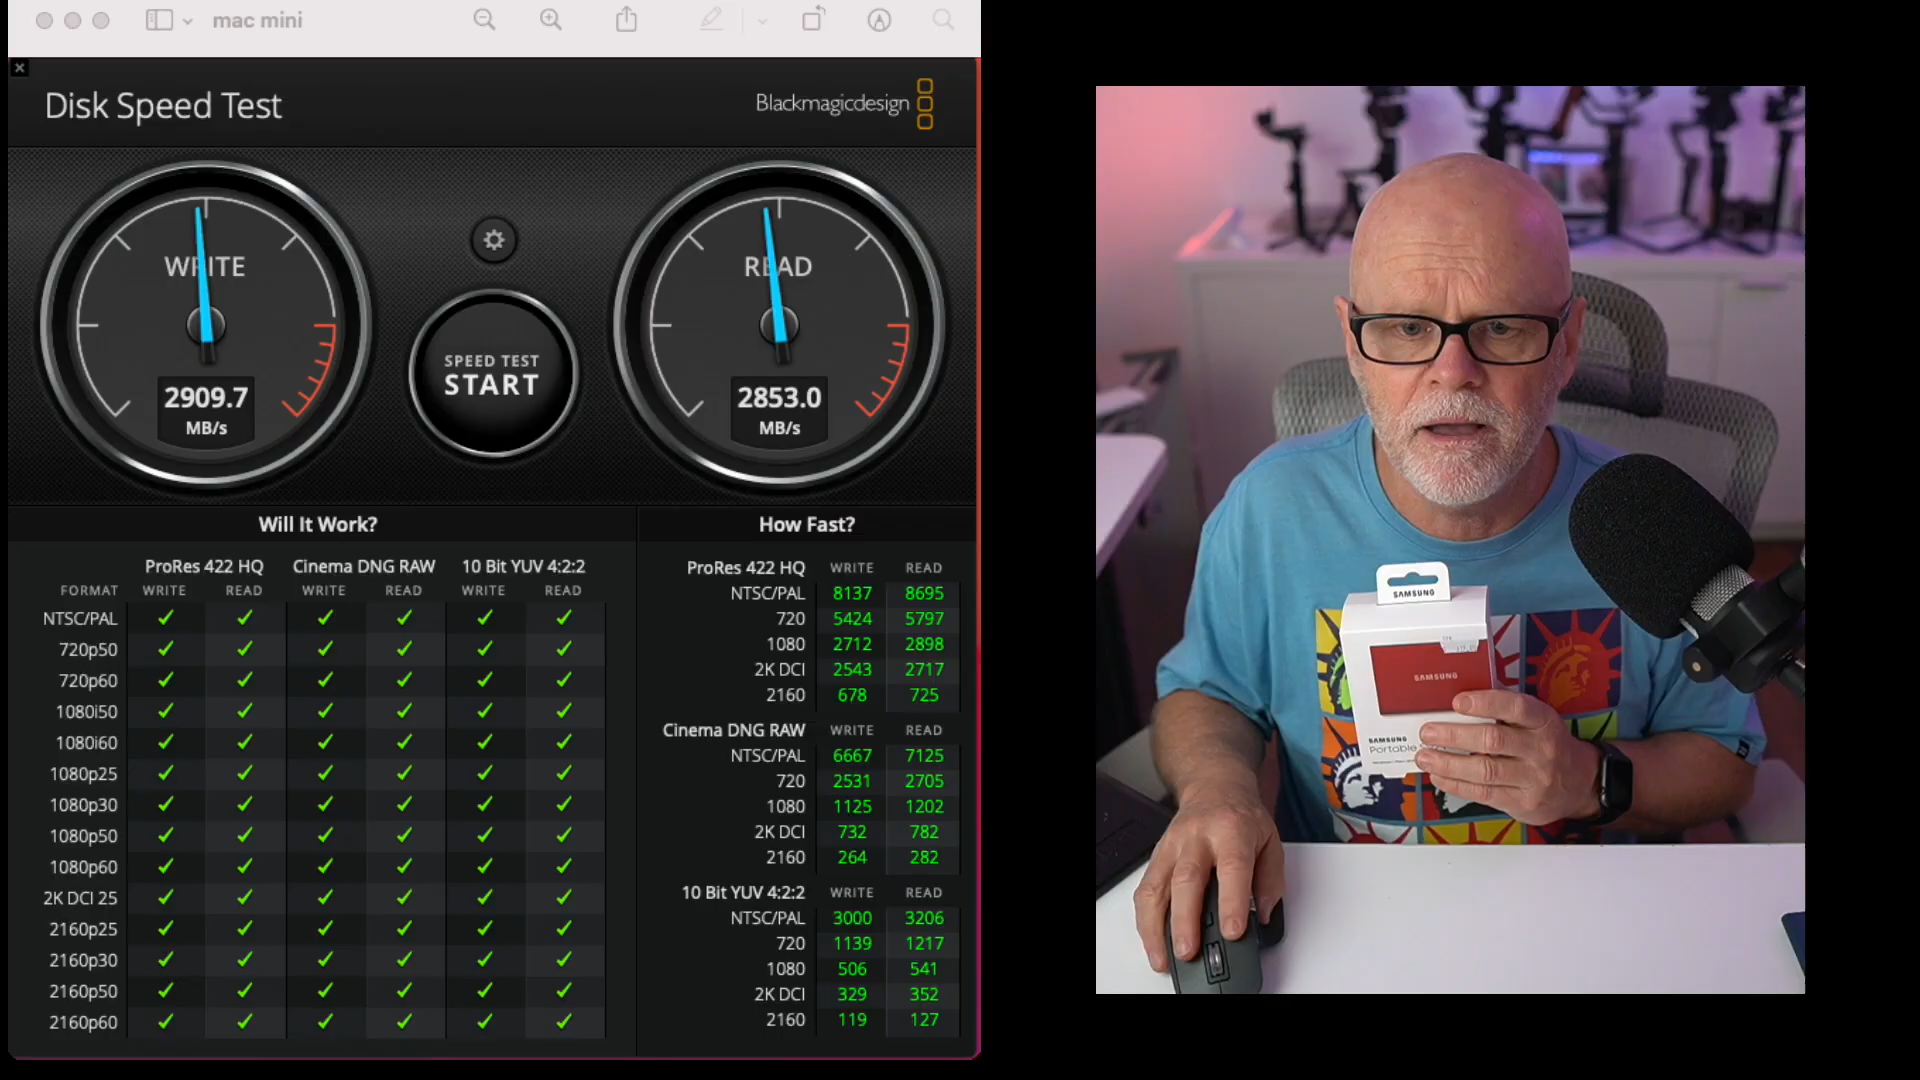 mac mini
Disk Speed Test
Blackmagicdesign
WRITE
2909.7
MB/s
SPEED TEST
START
READ
2853.0
MB/s
Will It Work?
ProRes 422 HQ Cinema DNG RAW 10 Bit YUV 4:2:2
FORMAT WRITE READ WRITE READ WRITE READ
NTSC/PAL ✓ ✓ ✓ ✓ ✓ ✓
720p50 ✓ ✓ ✓ ✓ ✓ ✓
720p60 ✓ ✓ ✓ ✓ ✓ ✓
1080i50 ✓ ✓ ✓ ✓ ✓ ✓
1080i60 ✓ ✓ ✓ ✓ ✓ ✓
1080p25 ✓ ✓ ✓ ✓ ✓ ✓
1080p30 ✓ ✓ ✓ ✓ ✓ ✓
1080p50 ✓ ✓ ✓ ✓ ✓ ✓
1080p60 ✓ ✓ ✓ ✓ ✓ ✓
2K DCI 25 ✓ ✓ ✓ ✓ ✓ ✓
2160p25 ✓ ✓ ✓ ✓ ✓ ✓
2160p30 ✓ ✓ ✓ ✓ ✓ ✓
2160p50 ✓ ✓ ✓ ✓ ✓ ✓
2160p60 ✓ ✓ ✓ ✓ ✓ ✓
How Fast?
ProRes 422 HQ WRITE READ
NTSC/PAL 8137 8695
720 5424 5797
1080 2712 2898
2K DCI 2543 2717
2160 678 725
Cinema DNG RAW WRITE READ
NTSC/PAL 6667 7125
720 2531 2705
1080 1125 1202
2K DCI 732 782
2160 264 282
10 Bit YUV 4:2:2 WRITE READ
NTSC/PAL 3000 3206
720 1139 1217
1080 506 541
2K DCI 329 352
2160 119 127
SAMSUNG
SAMSUNG
SAMSUNG
Portable